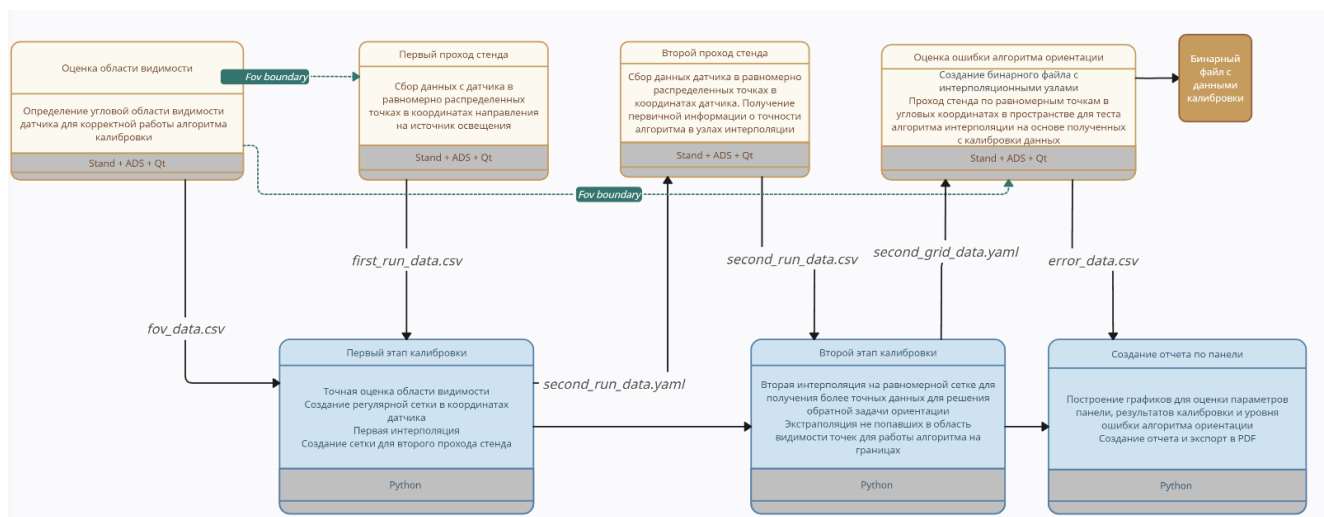 Оценка области видимости
Определение угловой области видимости
датчика для корректной работы алгоритма
калибровки
Stand + ADS + Qt
Fov boundary
Первый проход стенда
Сбор данных с датчика в
равномерно распределенных
точках в координатах направления
на источник освещения
Stand + ADS + Qt
Второй проход стенда
Сбор данных датчика в равномерно
распределенных точках в
координатах датчика. Получение
первичной информации о точности
алгоритма в узлах интерполяции
Stand + ADS + Qt
Оценка ошибки алгоритма ориентации
Создание бинарного файла с
интерполяционными узлами
Проход стенда по равномерным точкам в
угловых координатах в пространстве для теста
алгоритма интерполяции на основе полученных
с калибровки данных
Stand + ADS + Qt
Бинарный
файл с
данными
калибровки
Fov boundary
fov_data.csv
first_run_data.csv
second_run_data.yaml
second_run_data.csv
second_grid_data.yaml
error_data.csv
Первый этап калибровки
Точная оценка области видимости
Создание регулярной сетки в координатах
датчика
Первая интерполяция
Создание сетки для второго прохода стенда
Python
Второй этап калибровки
Вторая интерполяция на равномерной сетке для
получения более точных данных для решения
обратной задачи ориентации
Экстраполяция не попавших в область
видимости точек для работы алгоритма на
границах
Python
Создание отчета по панели
Построение графиков для оценки параметров
панели, результатов калибровки и уровня
ошибки алгоритма ориентации
Создание отчета и экспорт в PDF
Python